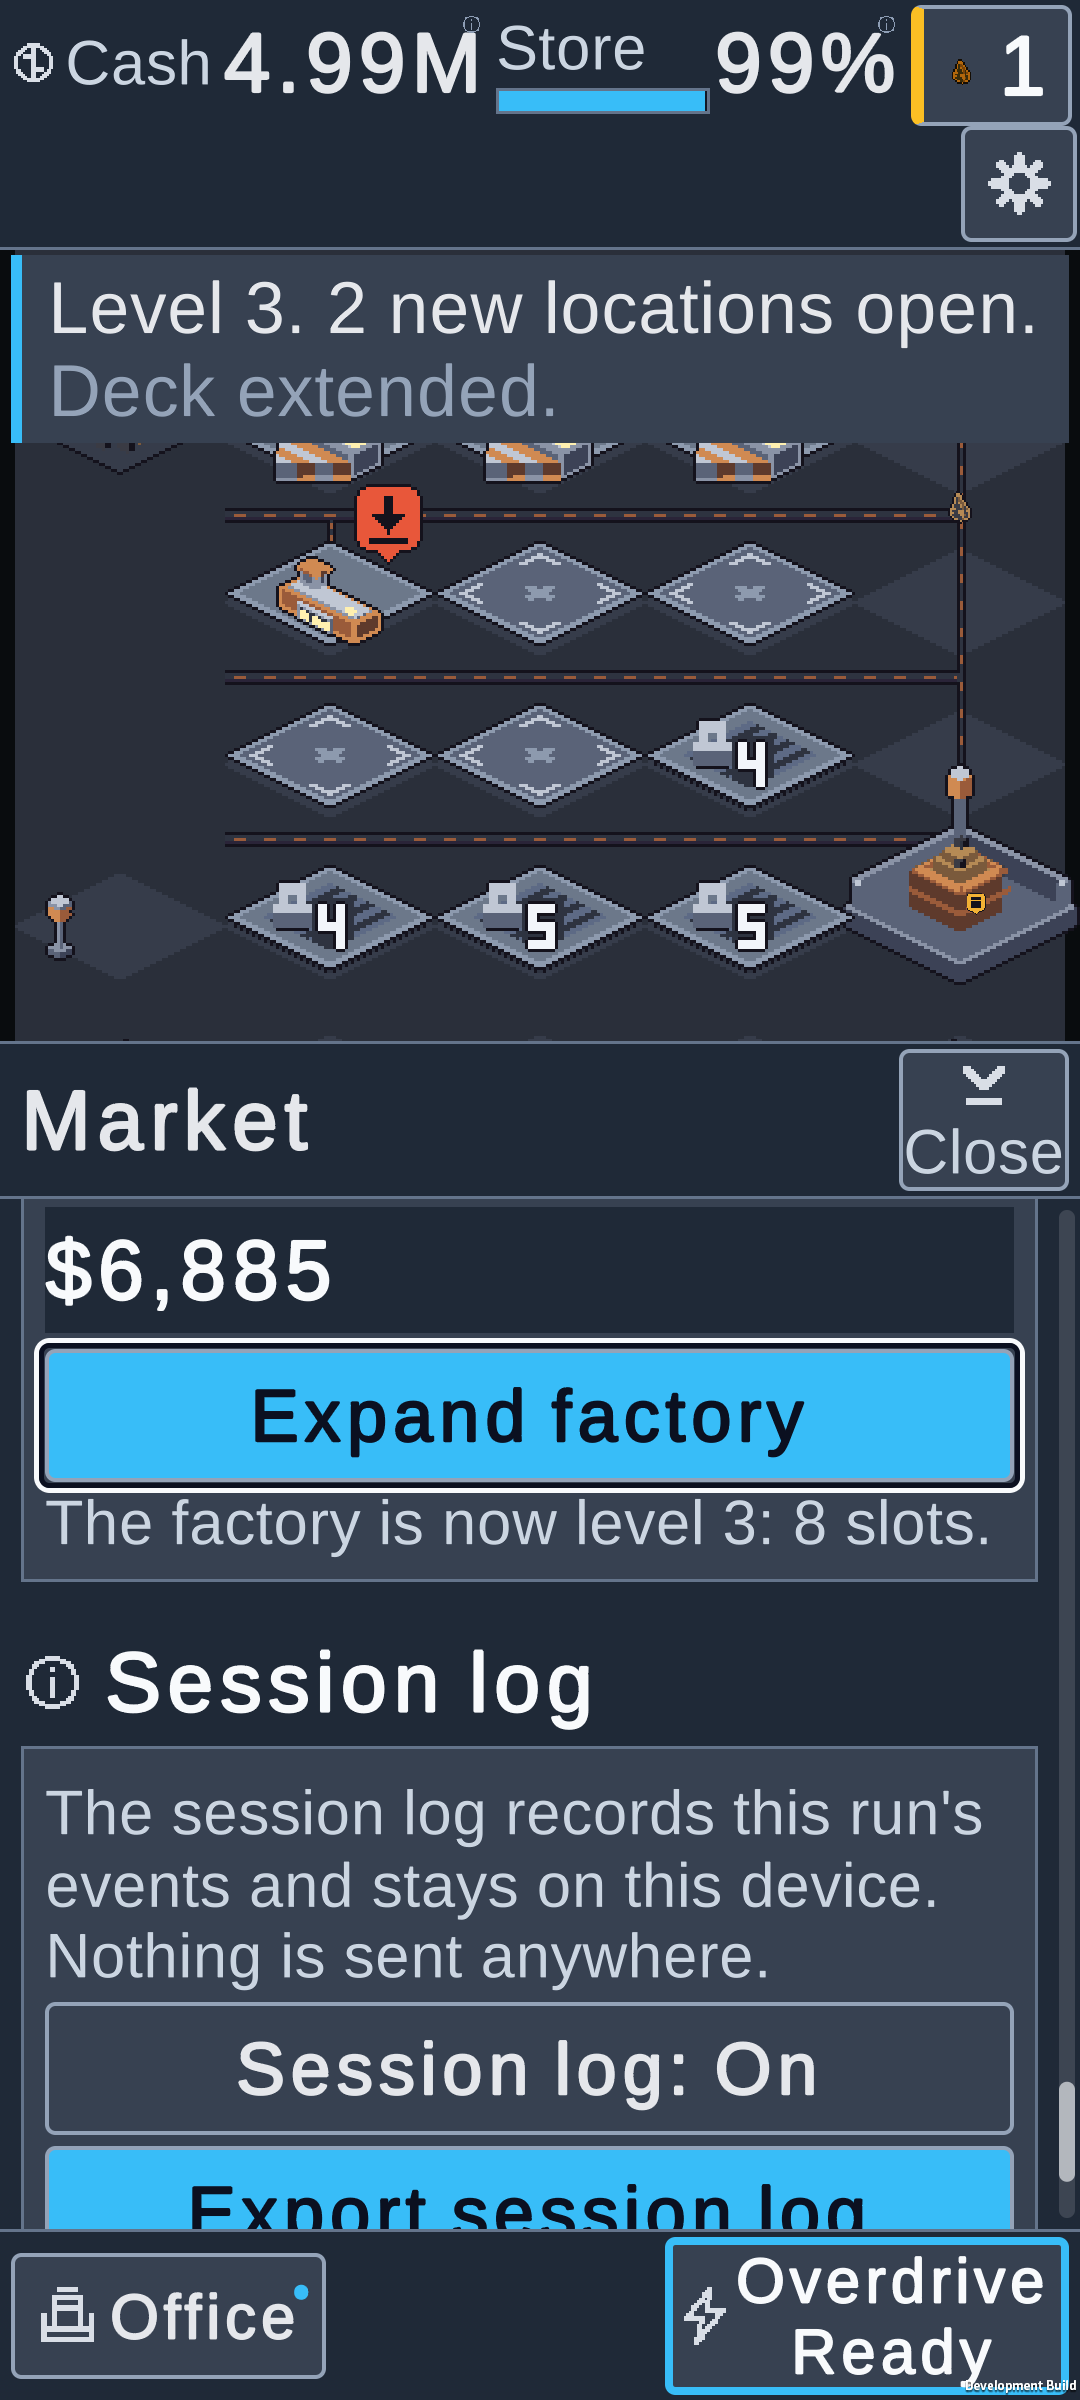 Cash 4.99M Store 99% 1
Level 3. 2 new locations open.
Deck extended.
4
4 5 5
Market
Close
$6,885
Expand factory
The factory is now level 3: 8 slots.
Session log
The session log records this run's
events and stays on this device.
Nothing is sent anywhere.
Session log: On
Export session log
Office
Overdrive
Ready
Development Build